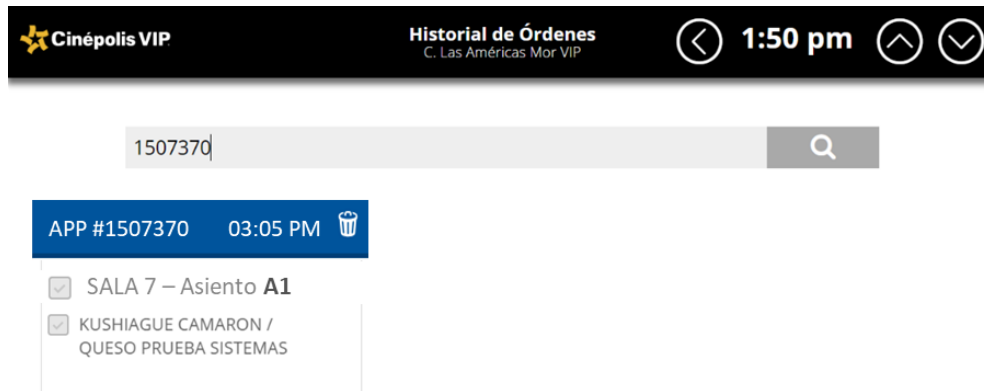 Cinépolis VIP
Historial de Órdenes
C. Las Américas Mor VIP
1:50 pm
1507370
APP #1507370 03:05 PM
SALA 7 – Asiento A1
KUSHIAGUE CAMARON /
QUESO PRUEBA SISTEMAS